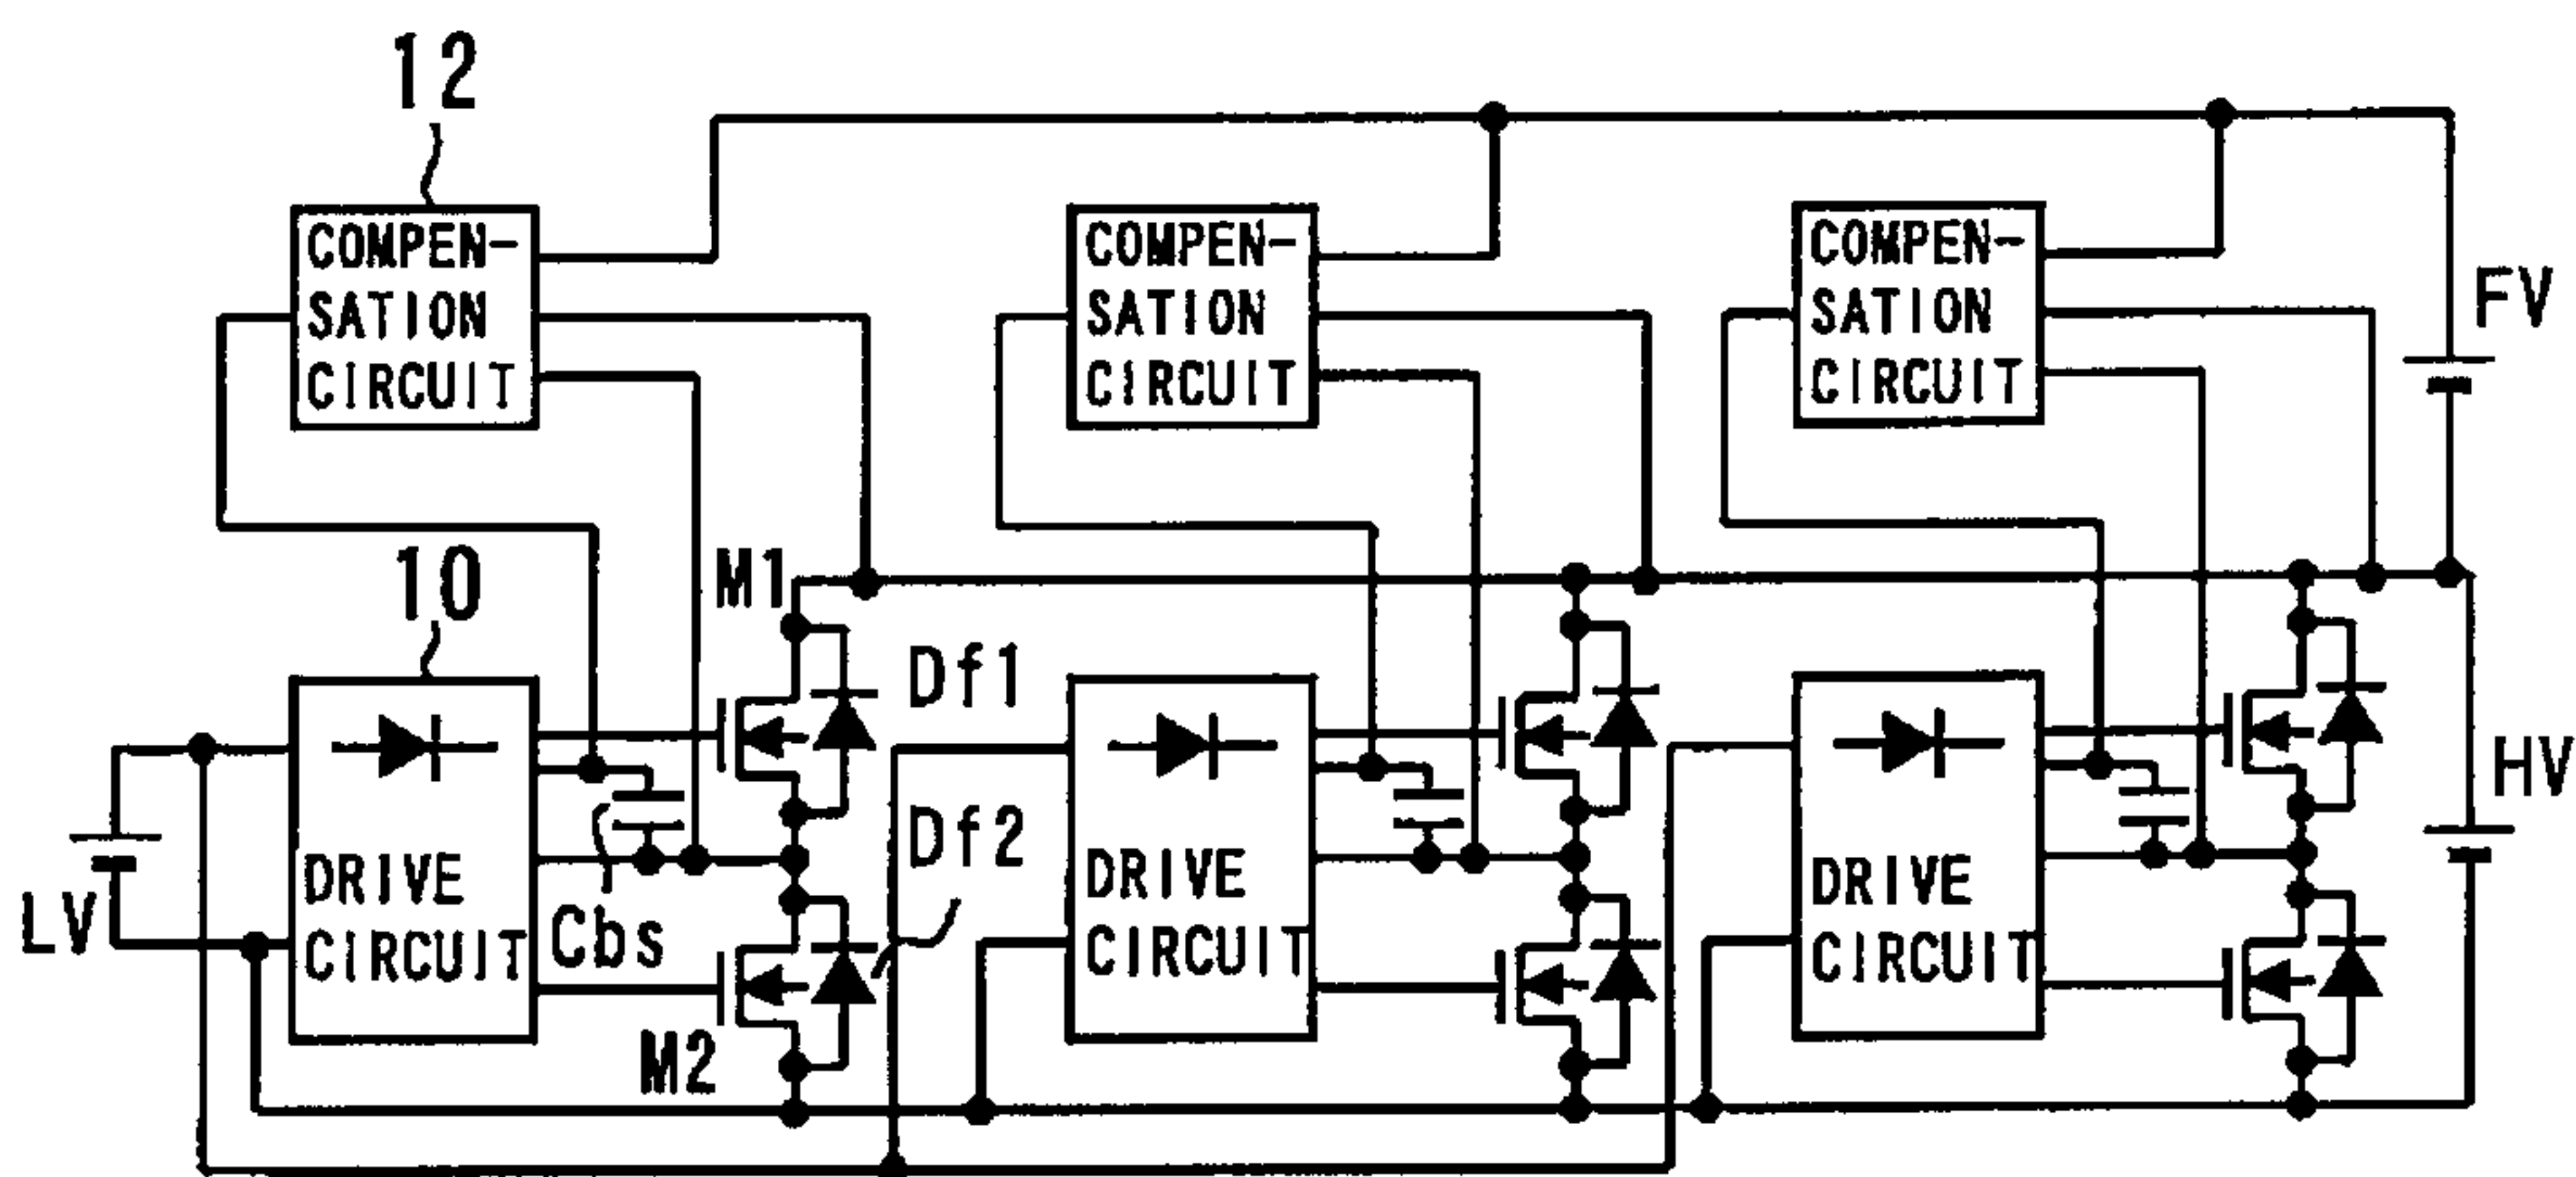 12
COMPEN-
SATION
CIRCUIT
COMPEN-
SATION
CIRCUIT
COMPEN-
SATION
CIRCUIT
FV
10
M1
Df1
Df2
HV
LV
DRIVE
CIRCUIT
Cbs
M2
DRIVE
CIRCUIT
DRIVE
CIRCUIT